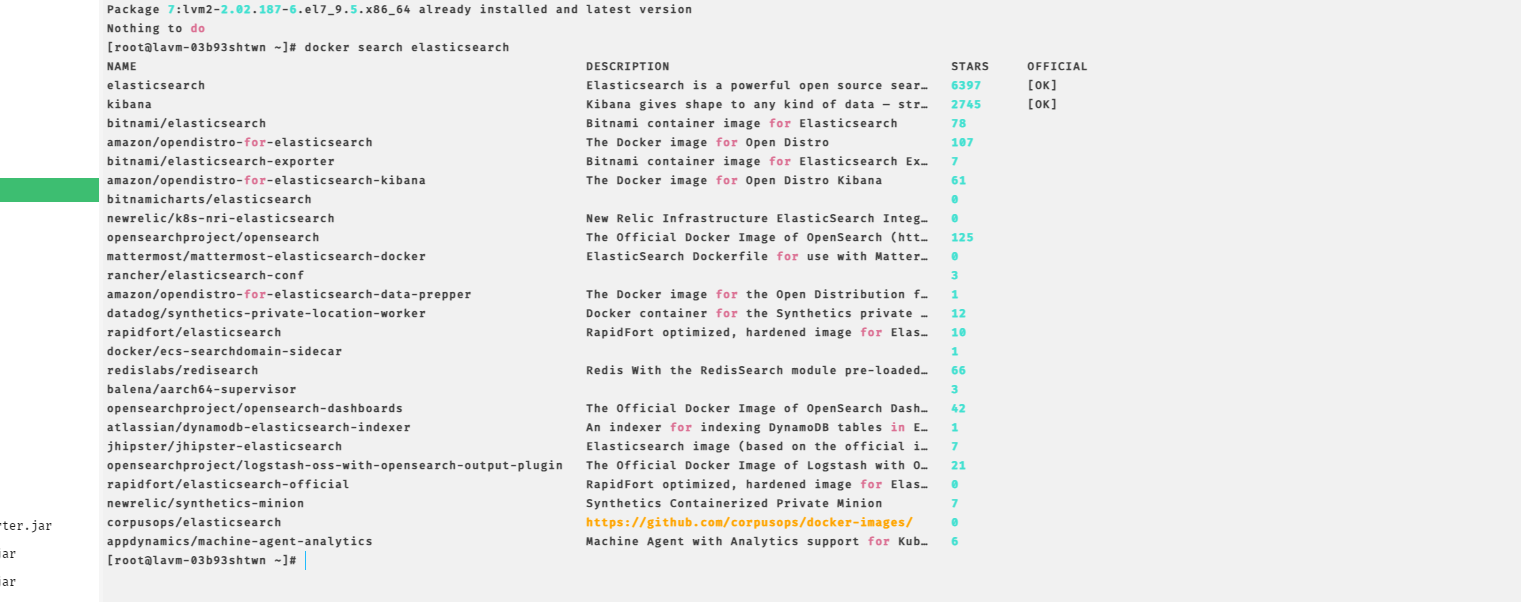 Package 7:lvm2-2.02.187-6.el7_9.5.x86_64 already installed and latest version
Nothing to do
[root@lavm-03b93shtwn ~]# docker search elasticsearch
NAME DESCRIPTION STARS OFFICIAL
elasticsearch Elasticsearch is a powerful open source sear… 6397 [OK]
kibana Kibana gives shape to any kind of data — str… 2745 [OK]
bitnami/elasticsearch Bitnami container image for Elasticsearch 78
amazon/opendistro-for-elasticsearch The Docker image for Open Distro 107
bitnami/elasticsearch-exporter Bitnami container image for Elasticsearch Ex… 7
amazon/opendistro-for-elasticsearch-kibana The Docker image for Open Distro Kibana 61
bitnamicharts/elasticsearch 0
newrelic/k8s-nri-elasticsearch New Relic Infrastructure ElasticSearch Integ… 0
opensearchproject/opensearch The Official Docker Image of OpenSearch (htt… 125
mattermost/mattermost-elasticsearch-docker ElasticSearch Dockerfile for use with Matter… 0
rancher/elasticsearch-conf 3
amazon/opendistro-for-elasticsearch-data-prepper The Docker image for the Open Distribution f… 1
datadog/synthetics-private-location-worker Docker container for the Synthetics private … 12
rapidfort/elasticsearch RapidFort optimized, hardened image for Elas… 10
docker/ecs-searchdomain-sidecar 1
redislabs/redisearch Redis With the RedisSearch module pre-loaded… 66
balena/aarch64-supervisor 3
opensearchproject/opensearch-dashboards The Official Docker Image of OpenSearch Dash… 42
atlassian/dynamodb-elasticsearch-indexer An indexer for indexing DynamoDB tables in E… 1
jhipster/jhipster-elasticsearch Elasticsearch image (based on the official i… 7
opensearchproject/logstash-oss-with-opensearch-output-plugin The Official Docker Image of Logstash with O… 21
rapidfort/elasticsearch-official RapidFort optimized, hardened image for Elas… 0
newrelic/synthetics-minion Synthetics Containerized Private Minion 7
corpusops/elasticsearch https://github.com/corpusops/docker-images/ 0
appdynamics/machine-agent-analytics Machine Agent with Analytics support for Kub… 6
[root@lavm-03b93shtwn ~]#
ter.jar
ar
ar